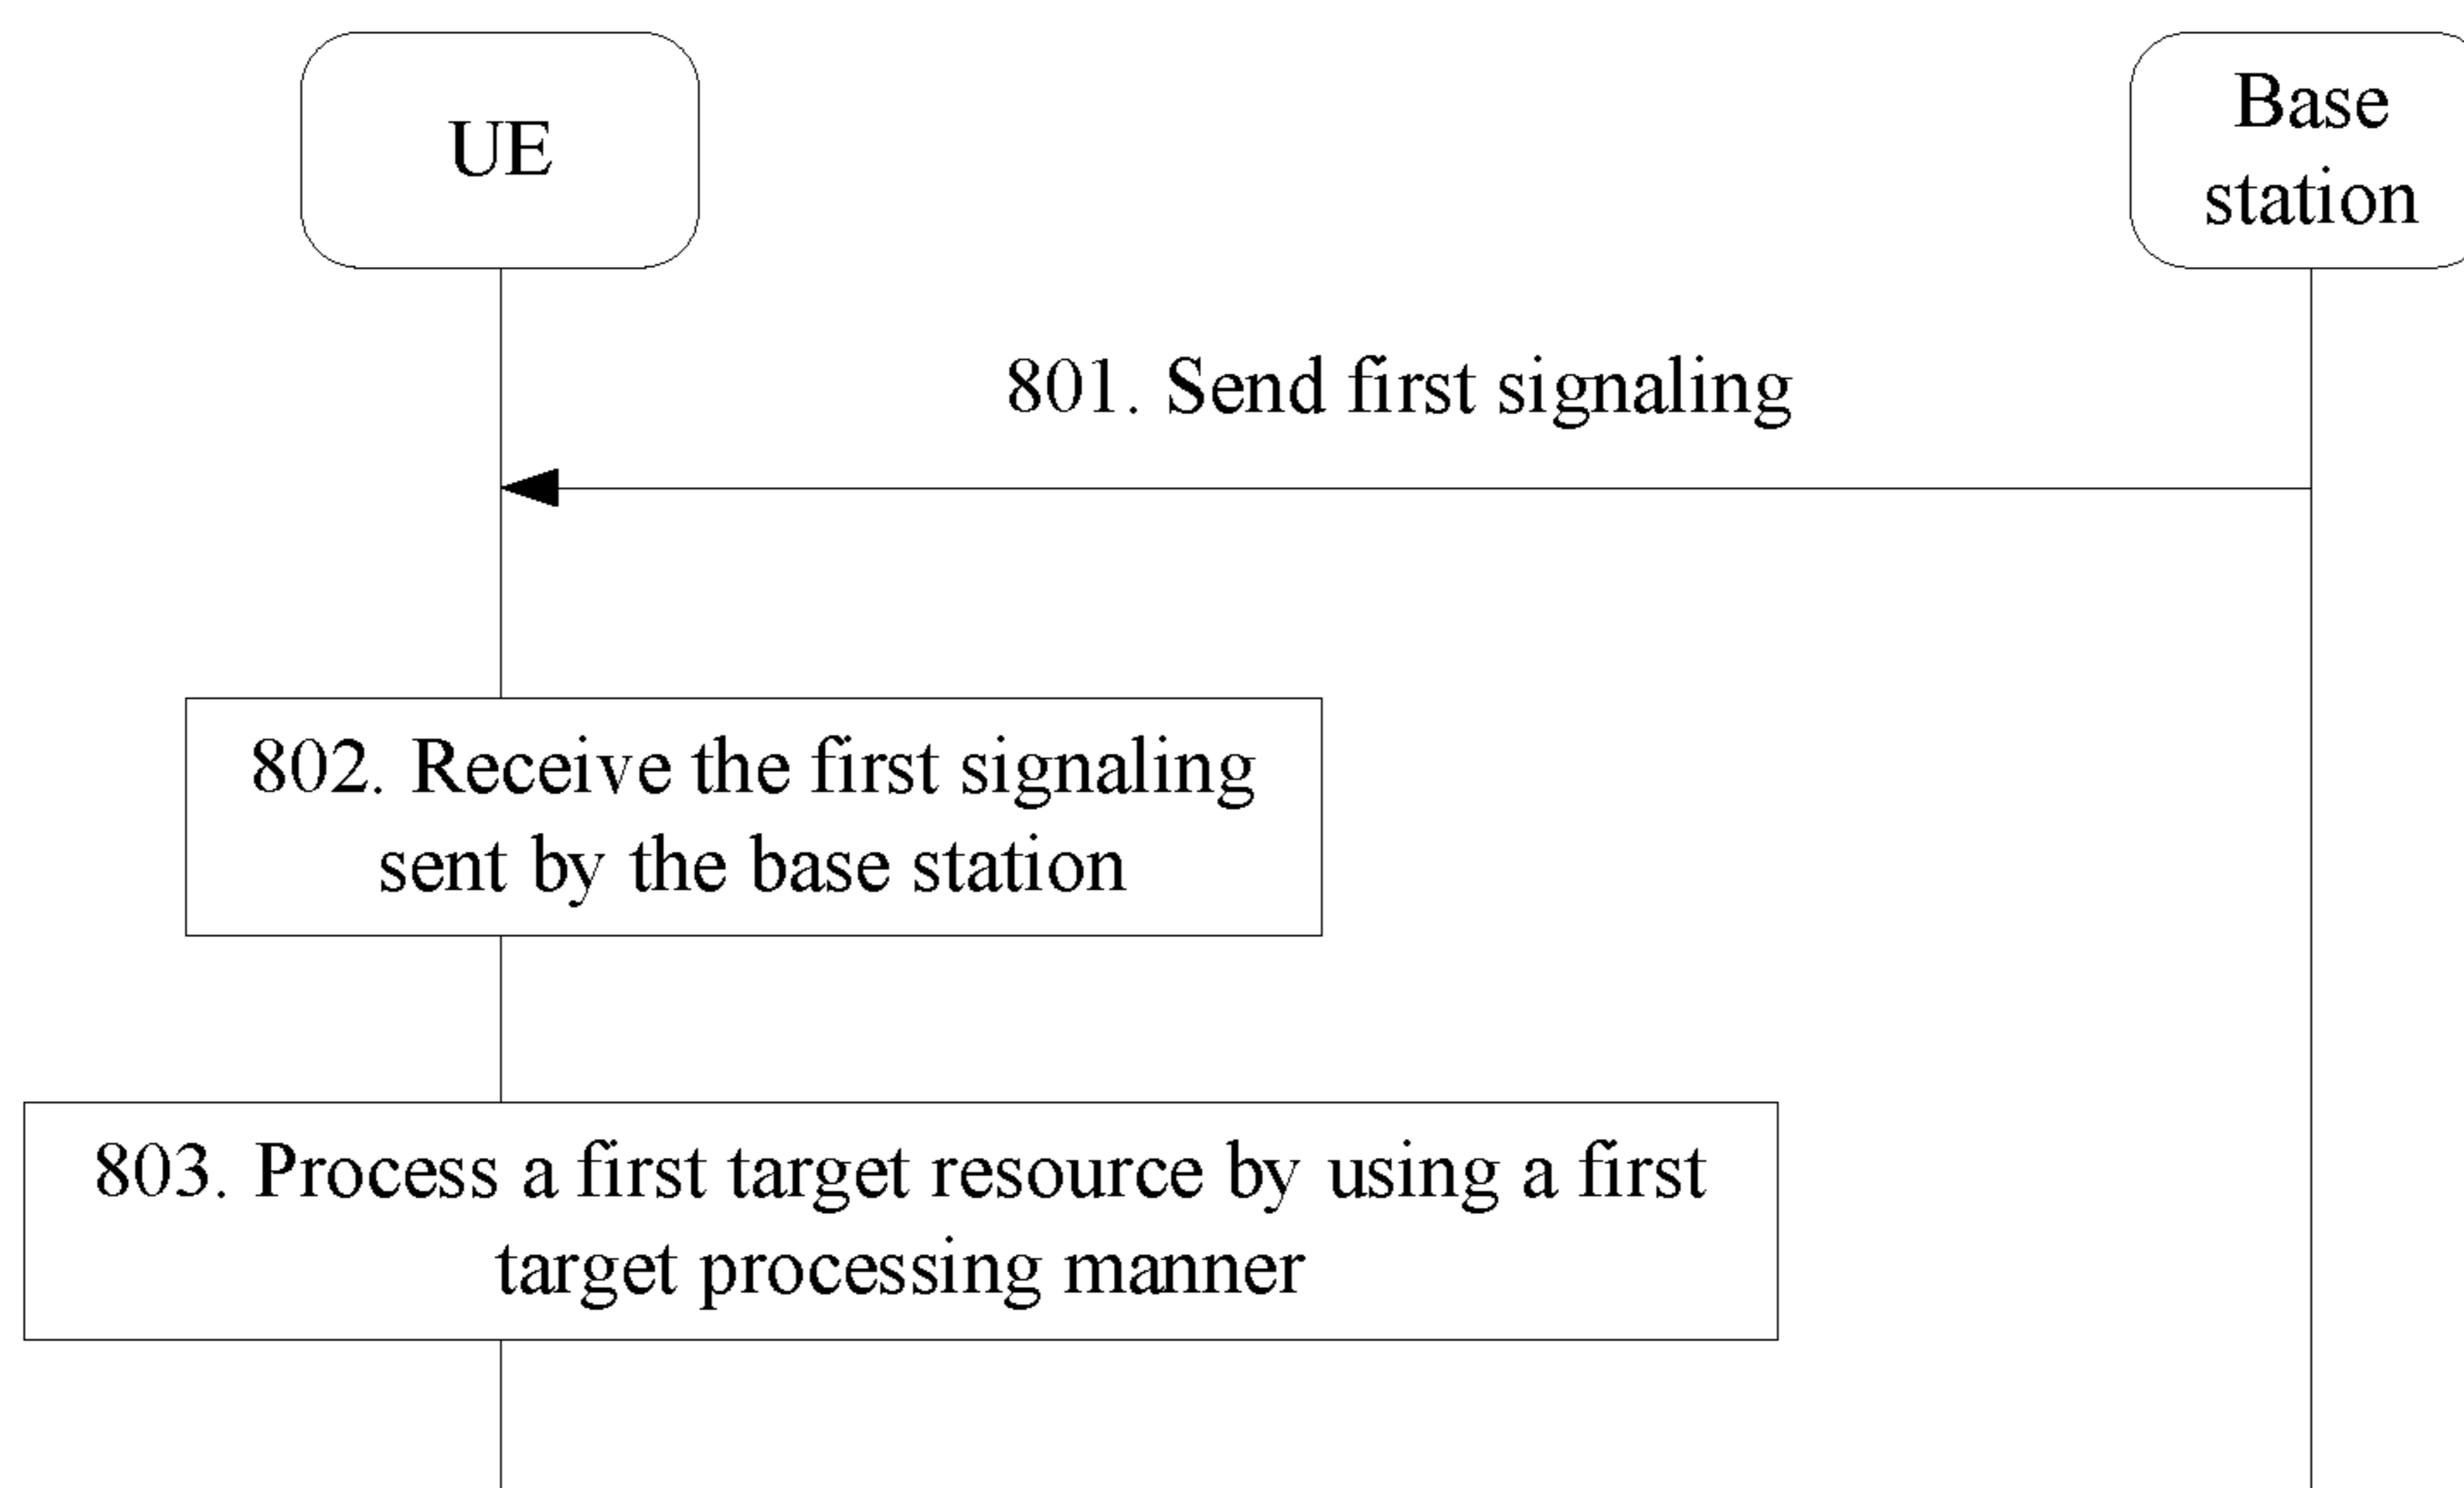 UE
Base
station
801. Send first signaling
802. Receive the first signaling
sent by the base station
803. Process a first target resource by using a first
target processing manner